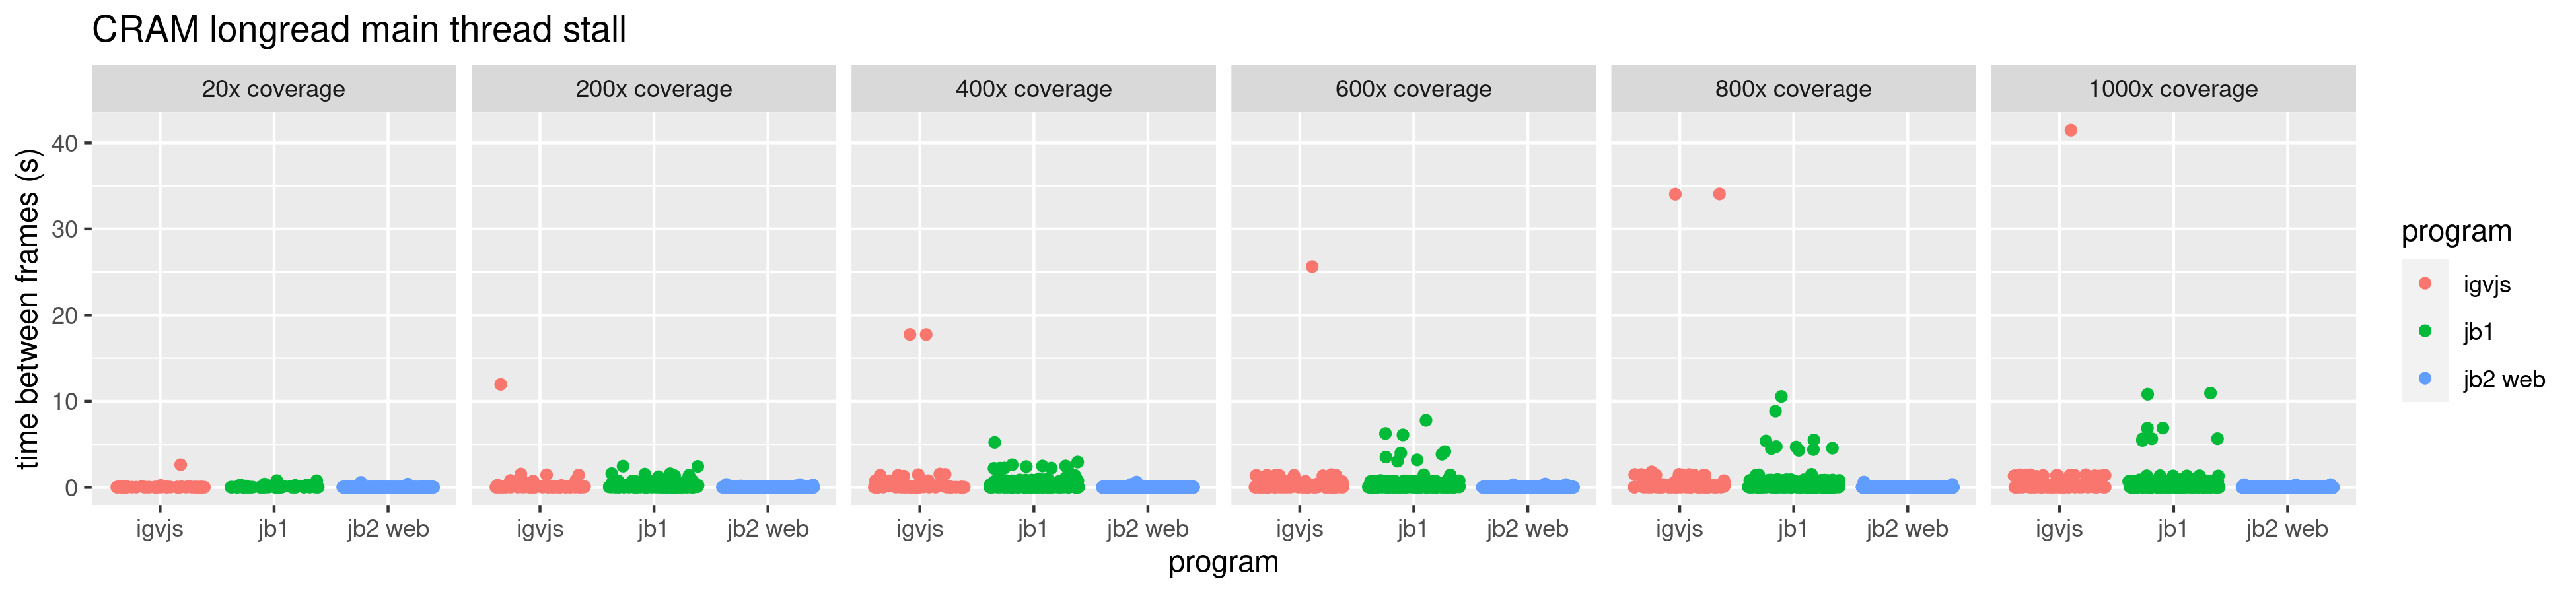 CRAM longread main thread stall
20x coverage 200x coverage 400x coverage 600x coverage 800x coverage 1000x coverage
time between frames (s)
40
30
20
10
0
igvjs jb1 jb2 web igvjs jb1 jb2 web igvjs jb1 jb2 web igvjs jb1 jb2 web igvjs jb1 jb2 web igvjs jb1 jb2 web
program
program
igvjs
jb1
jb2 web